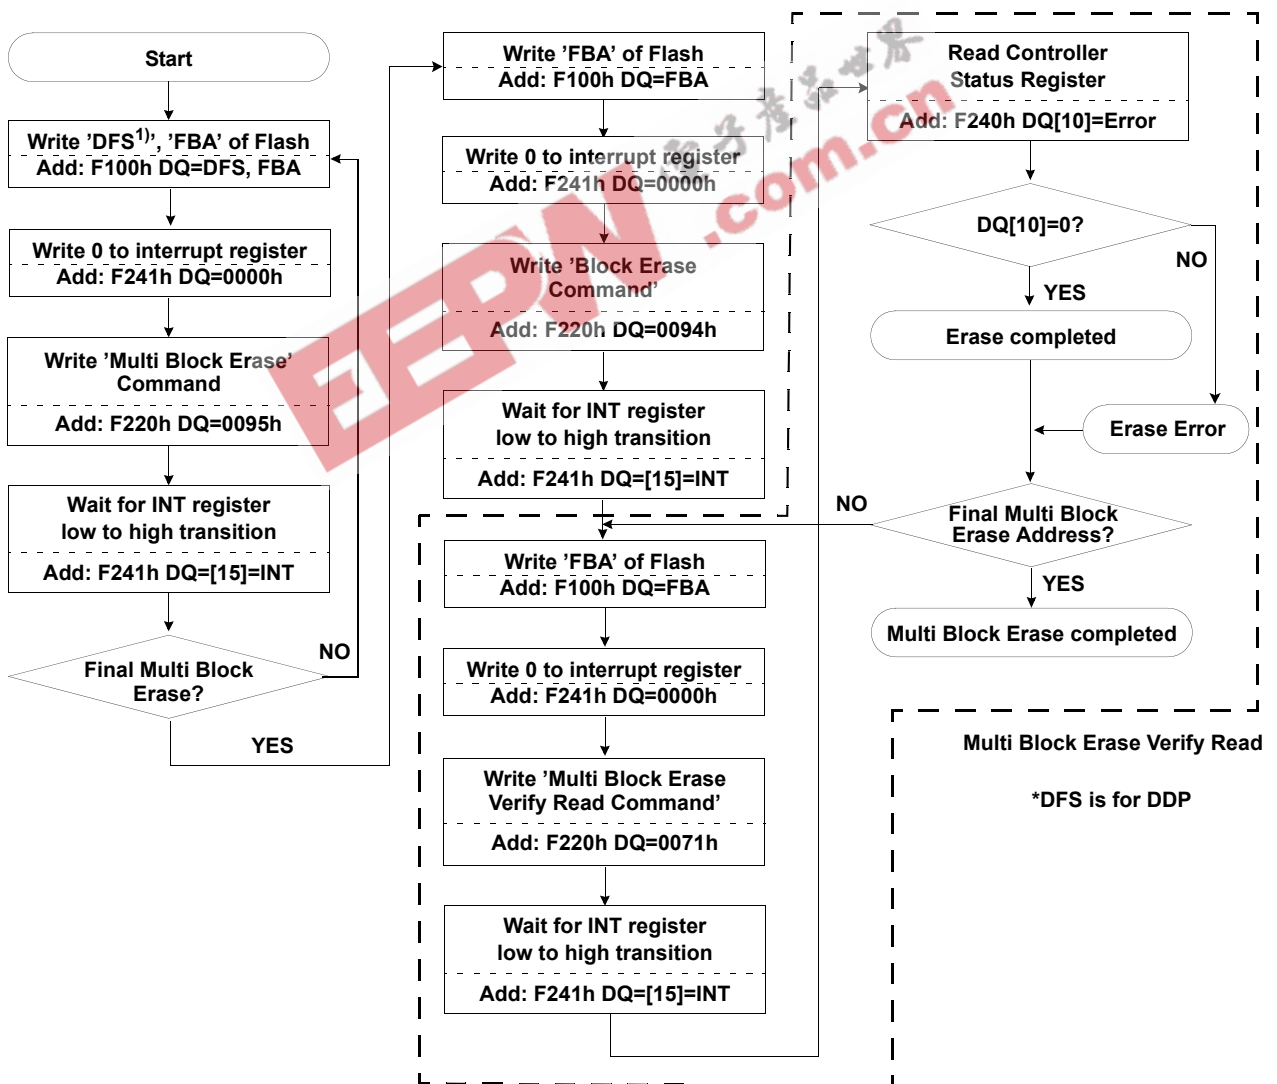 Start
Write ’DFS1)’, ’FBA’ of Flash
Add: F100h DQ=DFS, FBA
Write 0 to interrupt register
Add: F241h DQ=0000h
Write ’Multi Block Erase’
Command
Add: F220h DQ=0095h
Wait for INT register
low to high transition
Add: F241h DQ=[15]=INT
Final Multi Block
Erase?
NO
YES
Write ’FBA’ of Flash
Add: F100h DQ=FBA
Write 0 to interrupt register
Add: F241h DQ=0000h
Write ’Block Erase
Command’
Add: F220h DQ=0094h
Wait for INT register
low to high transition
Add: F241h DQ=[15]=INT
Write ’FBA’ of Flash
Add: F100h DQ=FBA
Write 0 to interrupt register
Add: F241h DQ=0000h
Write ’Multi Block Erase
Verify Read Command’
Add: F220h DQ=0071h
Wait for INT register
low to high transition
Add: F241h DQ=[15]=INT
Read Controller
Status Register
Add: F240h DQ[10]=Error
DQ[10]=0?
NO
YES
Erase completed
Erase Error
Final Multi Block
Erase Address?
NO
YES
Multi Block Erase completed
Multi Block Erase Verify Read
*DFS is for DDP
EEPW.com.cn
電子產品世界